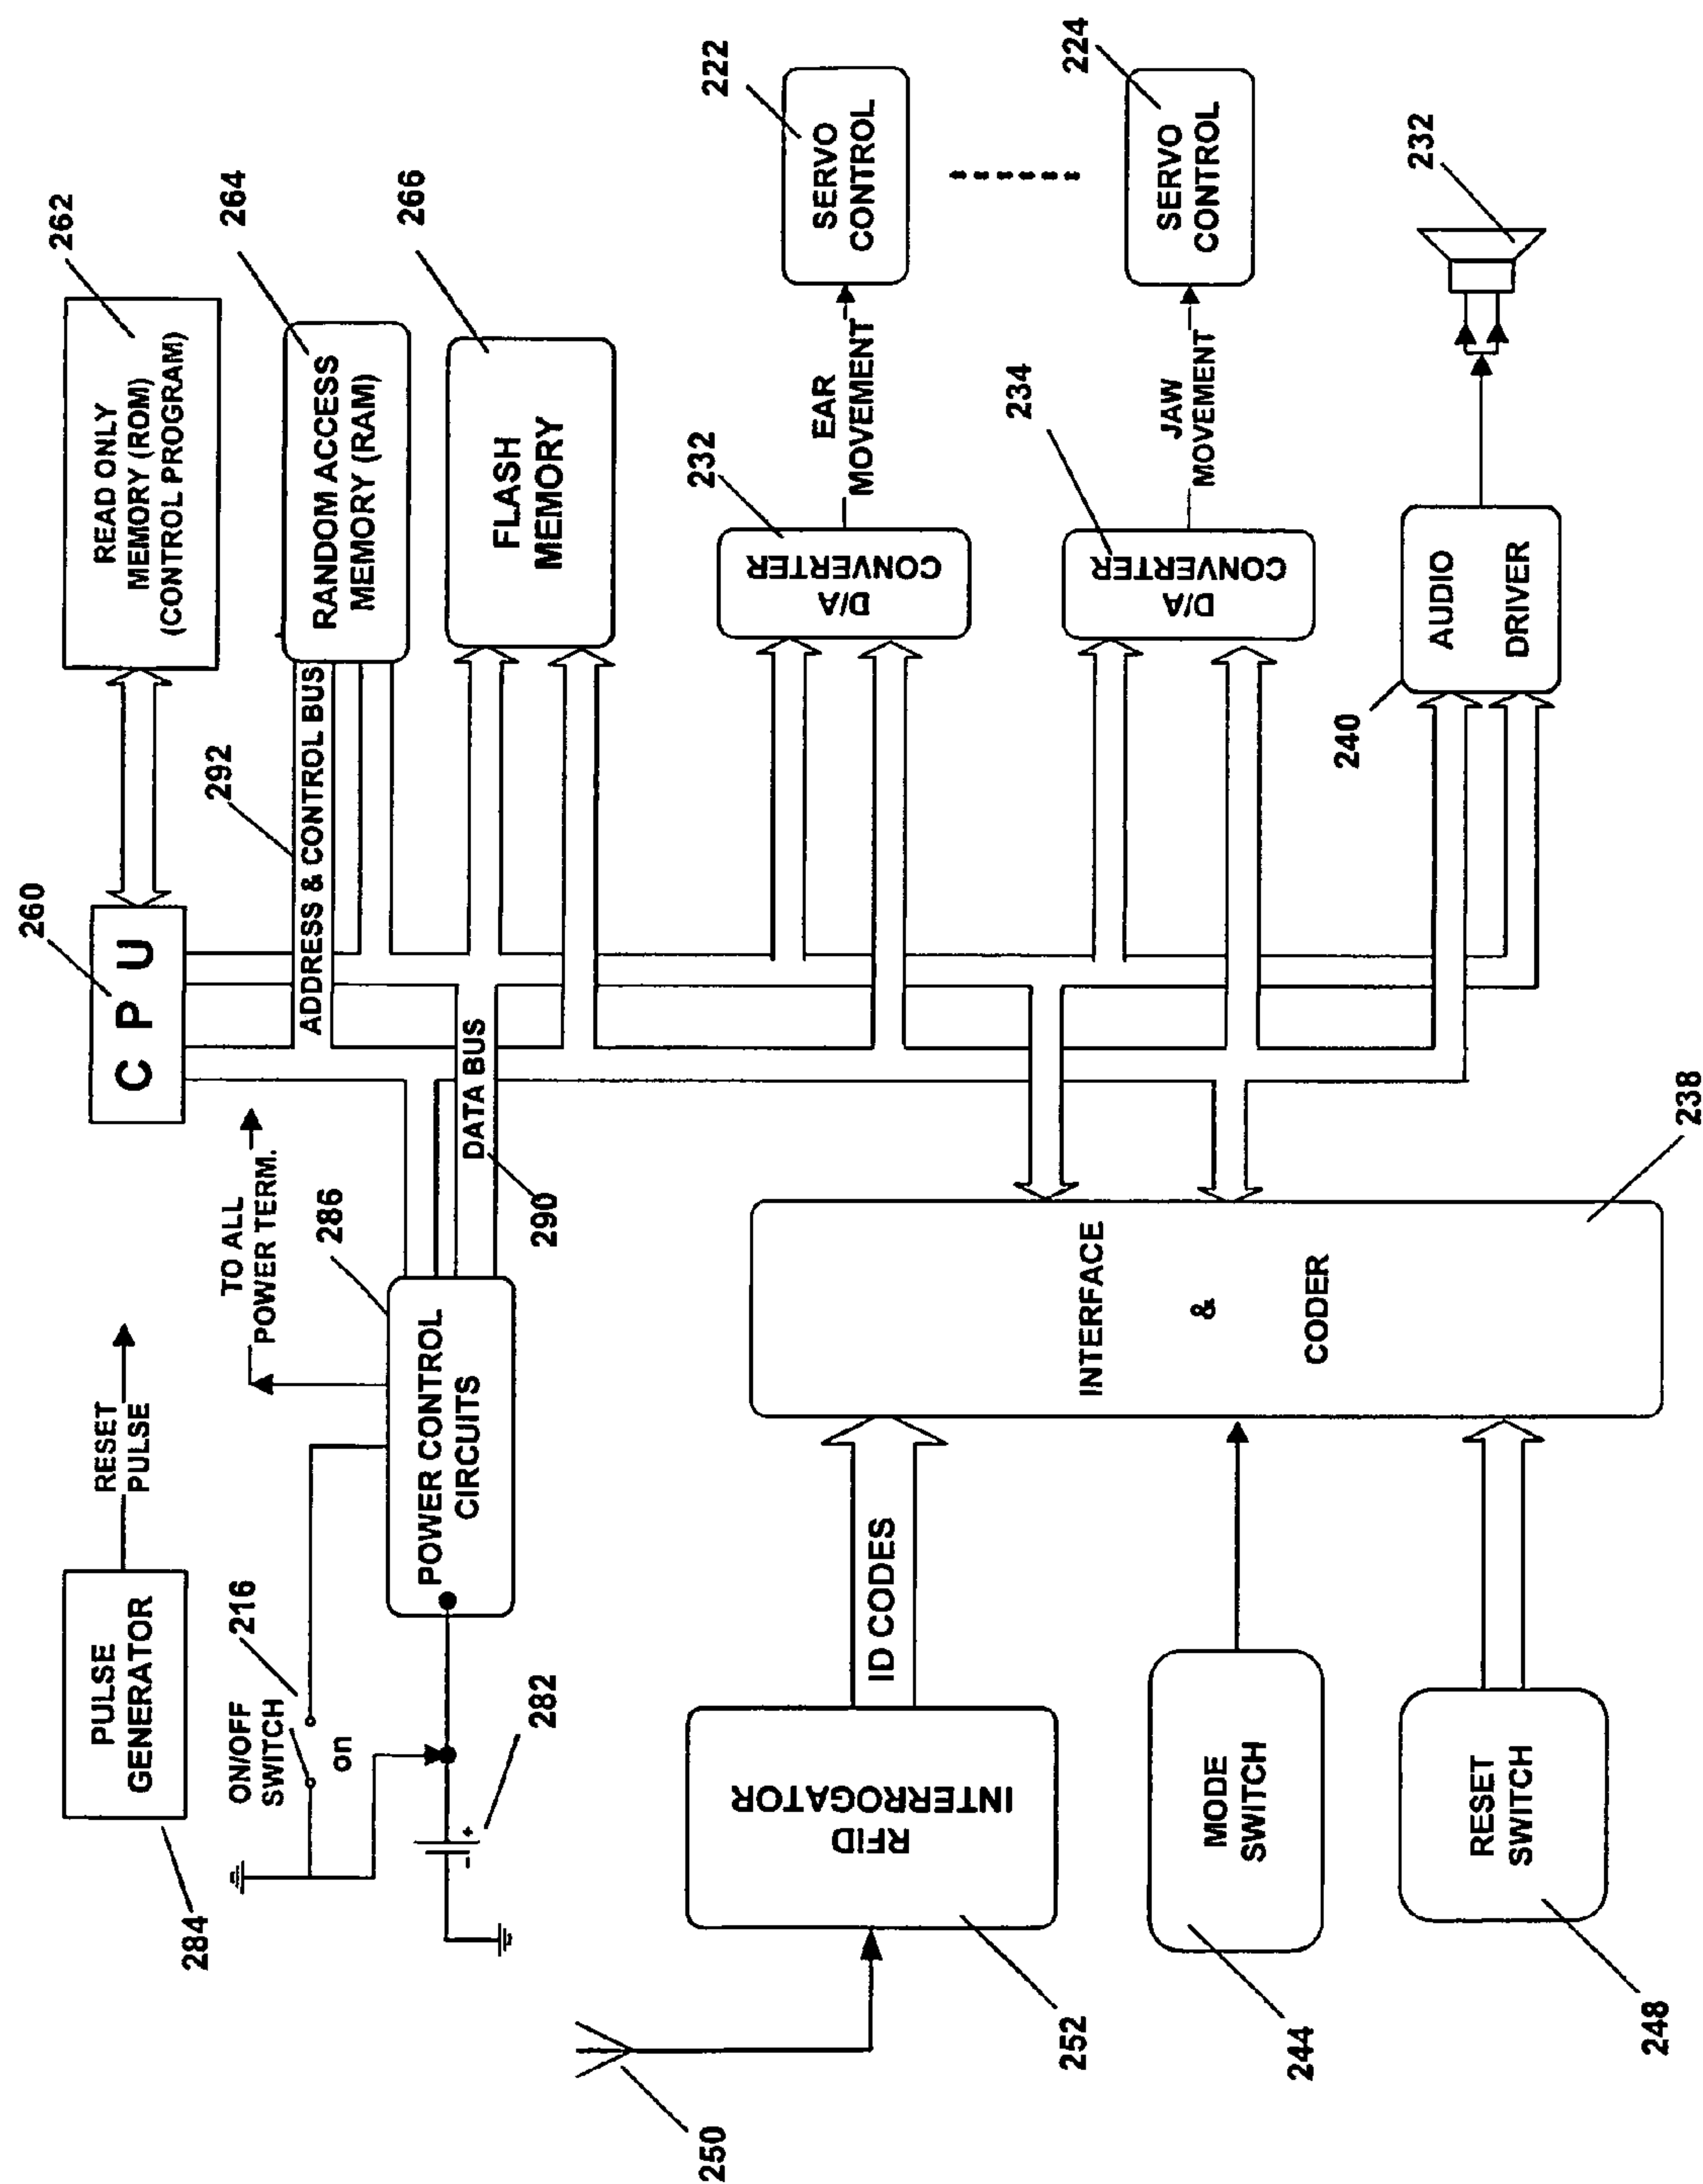 284
PULSE
GENERATOR
RESET
PULSE
260
C P U
262
READ ONLY
MEMORY (ROM)
(CONTROL PROGRAM)
ON/OFF
SWITCH
216
on
TO ALL
POWER TERM.
286
POWER CONTROL
CIRCUITS
282
- +
292
ADDRESS & CONTROL BUS
264
RANDOM ACCESS
MEMORY (RAM)
DATA BUS
290
266
FLASH
MEMORY
250
252
RFID
INTERROGATOR
ID CODES
INTERFACE
&
CODER
238
232
D/A
CONVERTER
EAR
MOVEMENT
222
SERVO
CONTROL
244
MODE
SWITCH
234
D/A
CONVERTER
JAW
MOVEMENT
224
SERVO
CONTROL
248
RESET
SWITCH
240
AUDIO
DRIVER
232